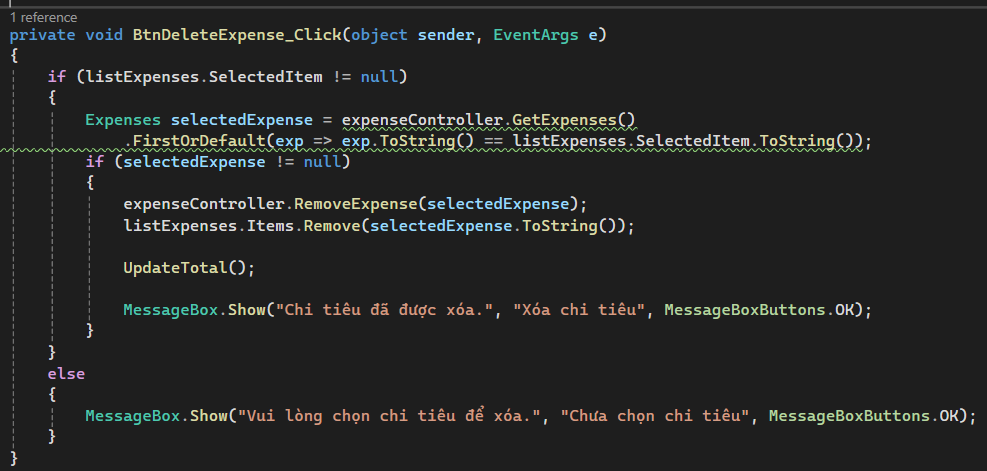 1 reference
private void BtnDeleteExpense_Click(object sender, EventArgs e)
{
    if (listExpenses.SelectedItem != null)
    {
        Expenses selectedExpense = expenseController.GetExpenses()
            .FirstOrDefault(exp => exp.ToString() == listExpenses.SelectedItem.ToString());
        if (selectedExpense != null)
        {
            expenseController.RemoveExpense(selectedExpense);
            listExpenses.Items.Remove(selectedExpense.ToString());

            UpdateTotal();

            MessageBox.Show("Chi tiêu đã được xóa.", "Xóa chi tiêu", MessageBoxButtons.OK);
        }
    }
    else
    {
        MessageBox.Show("Vui lòng chọn chi tiêu để xóa.", "Chưa chọn chi tiêu", MessageBoxButtons.OK);
    }
}